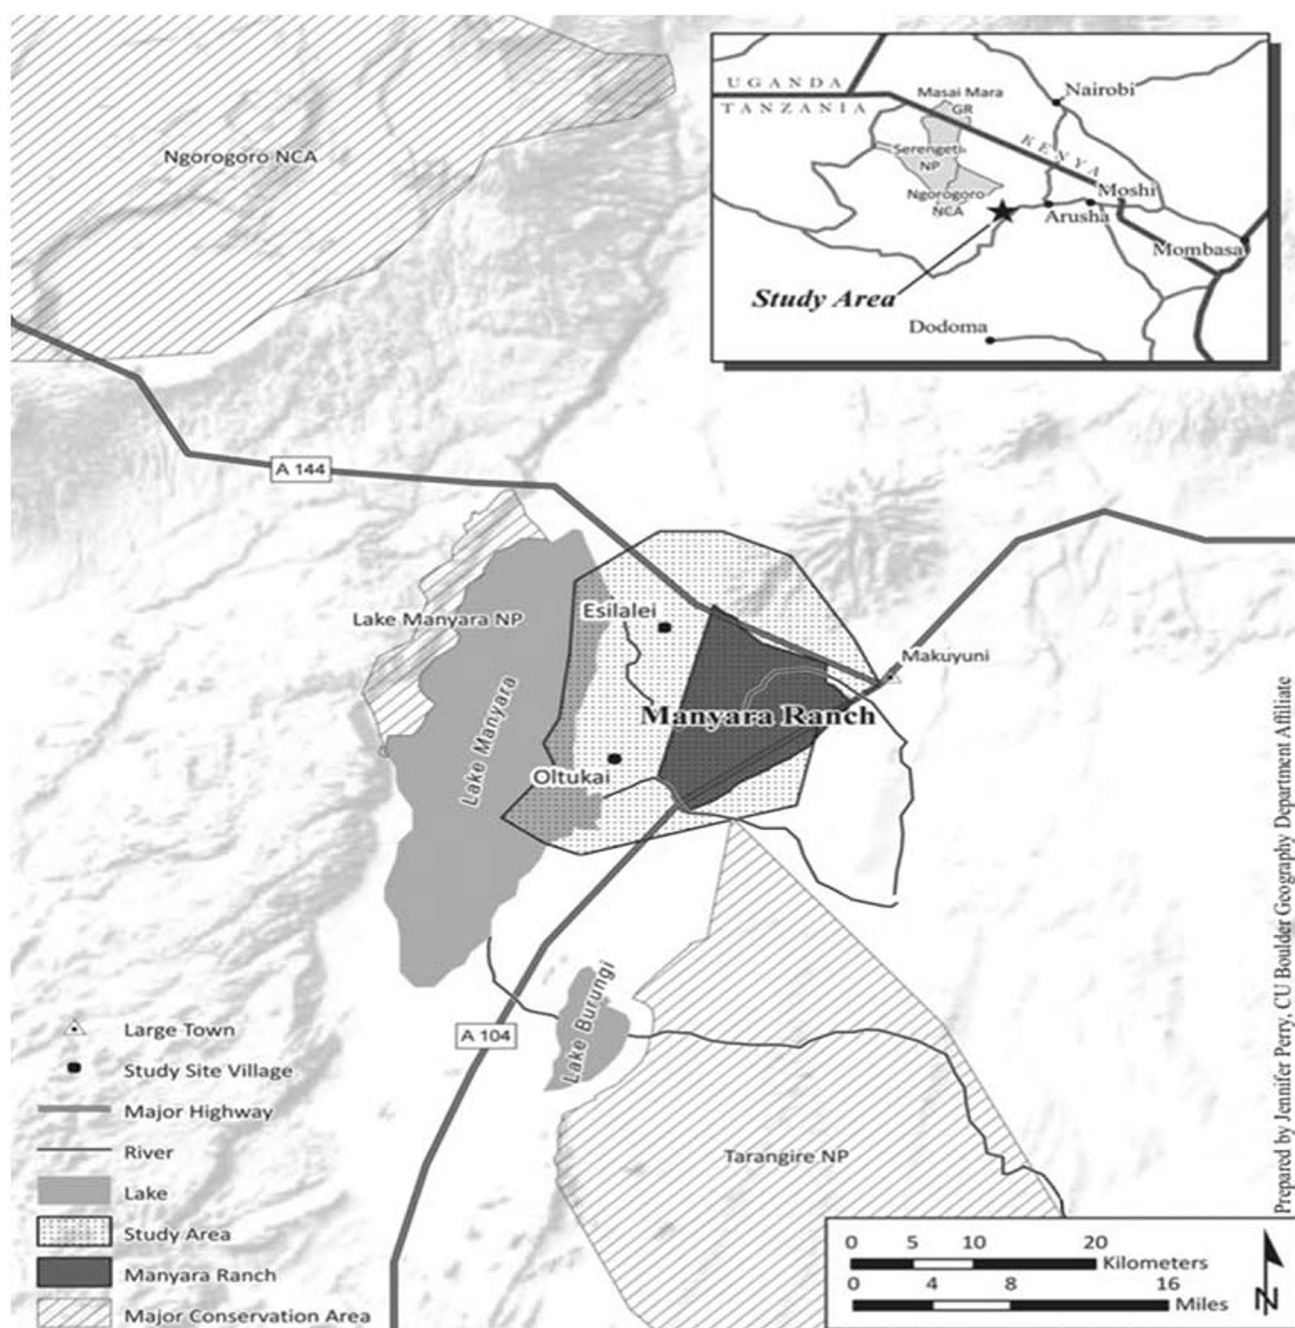 UGANDA
TANZANIA
Masai Mara
GR
Nairobi
KENYA
Serengeti
NP
Ngorogoro
NCA
Moshi
Arusha
Mombasa
Study Area
Dodoma
Ngorogoro NCA
A 144
Lake Manyara NP
Esilalei
Makuyuni
Lake Manyara
Manyara Ranch
Oltukai
Lake Burungi
A 104
Tarangire NP
Large Town
Study Site Village
Major Highway
River
Lake
Study Area
Manyara Ranch
Major Conservation Area
0 5 10 20
Kilometers
0 4 8 16
Miles
N
Prepared by Jennifer Perry, CU Boulder Geography Department Affiliate